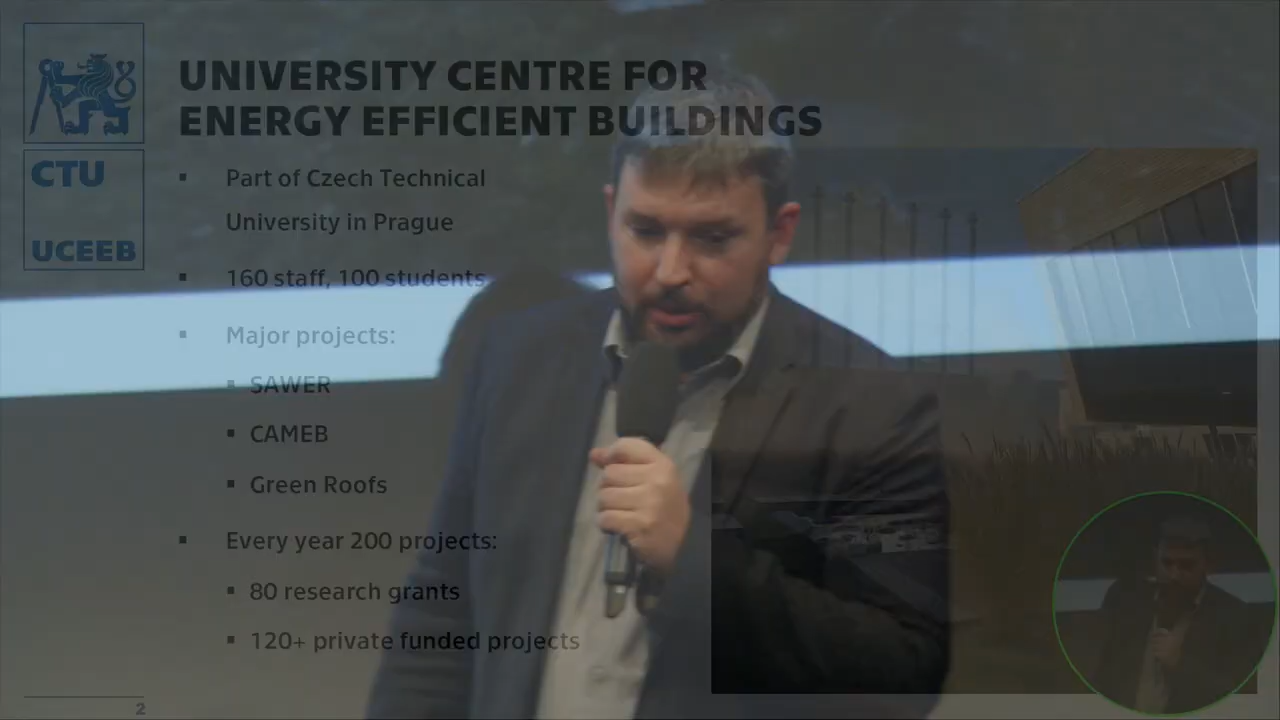 UNIVERSITY CENTRE FOR
ENERGY EFFICIENT BUILDINGS
CTU
UCEEB
▪ Part of Czech Technical
University in Prague
▪ 160 staff, 100 students
▪ Major projects:
▪ SAWER
▪ CAMEB
▪ Green Roofs
▪ Every year 200 projects:
▪ 80 research grants
▪ 120+ private funded projects
2